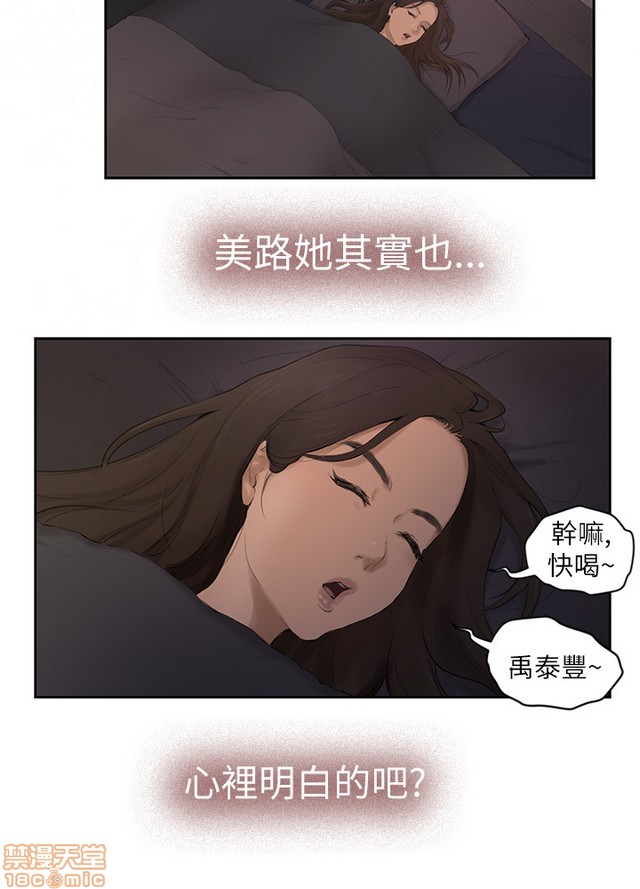 美路她其實也...
幹嘛,
快喝~
禹泰豐~
心裡明白的吧?
禁漫天堂
18comic